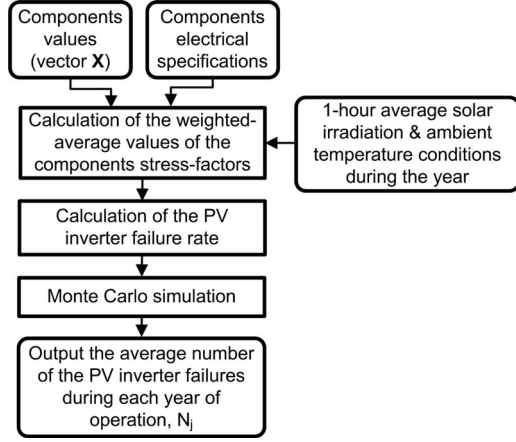 Components
values
(vector X)
Components
electrical
specifications
Calculation of the weighted-
average values of the
components stress-factors
1-hour average solar
irradiation & ambient
temperature conditions
during the year
Calculation of the PV
inverter failure rate
Monte Carlo simulation
Output the average number
of the PV inverter failures
during each year of
operation, Nj